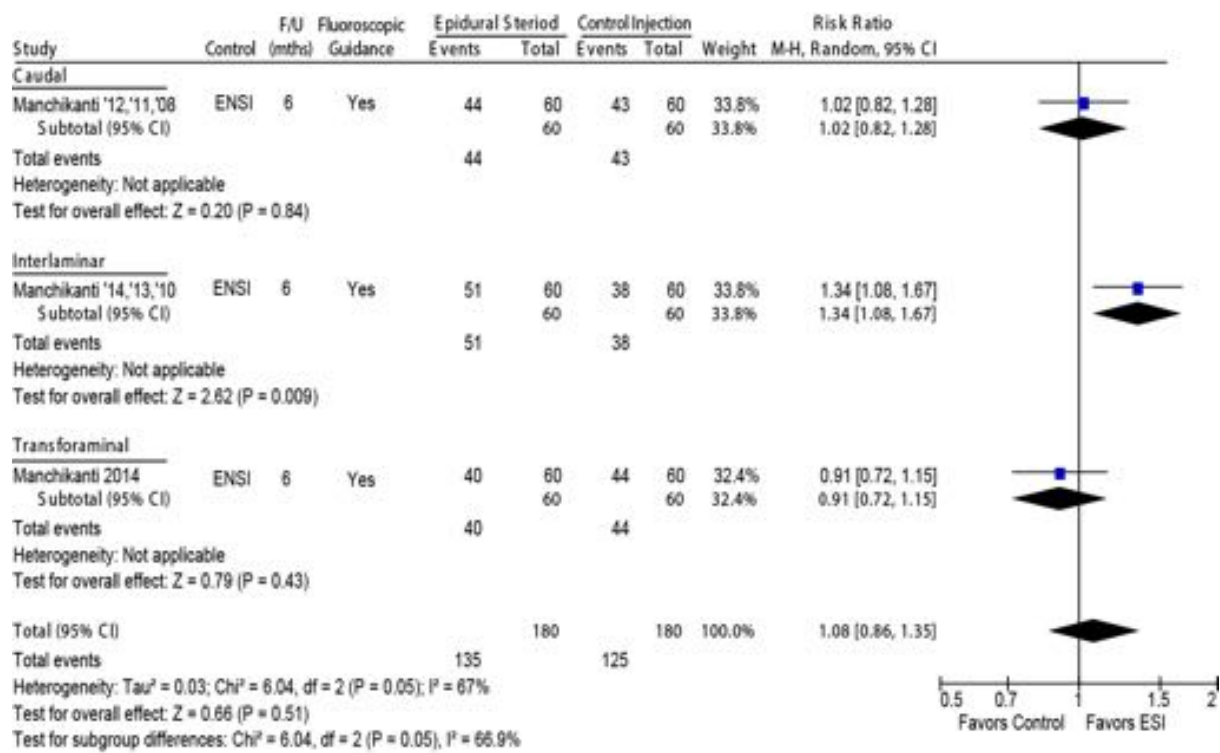 F/U Fluoroscopic Epidural Steriod Control Injection Risk Ratio
Study Control (mths) Guidance Events Total Events Total Weight M-H, Random, 95% CI
Caudal
Manchikanti '12,'11,'08 ENSI 6 Yes 44 60 43 60 33.8% 1.02 [0.82, 1.28]
Subtotal (95% CI) 60 60 33.8% 1.02 [0.82, 1.28]
Total events 44 43
Heterogeneity: Not applicable
Test for overall effect: Z = 0.20 (P = 0.84)
Interlaminar
Manchikanti '14,'13,'10 ENSI 6 Yes 51 60 38 60 33.8% 1.34 [1.08, 1.67]
Subtotal (95% CI) 60 60 33.8% 1.34 [1.08, 1.67]
Total events 51 38
Heterogeneity: Not applicable
Test for overall effect: Z = 2.62 (P = 0.009)
Transforaminal
Manchikanti 2014 ENSI 6 Yes 40 60 44 60 32.4% 0.91 [0.72, 1.15]
Subtotal (95% CI) 60 60 32.4% 0.91 [0.72, 1.15]
Total events 40 44
Heterogeneity: Not applicable
Test for overall effect: Z = 0.79 (P = 0.43)
Total (95% CI) 180 180 100.0% 1.08 [0.86, 1.35]
Total events 135 125
Heterogeneity: Tau² = 0.03; Chi² = 6.04, df = 2 (P = 0.05); I² = 67%
Test for overall effect: Z = 0.66 (P = 0.51)
Test for subgroup differences: Chi² = 6.04, df = 2 (P = 0.05), I² = 66.9%
0.5 0.7 1 1.5 2
Favors Control Favors ESI